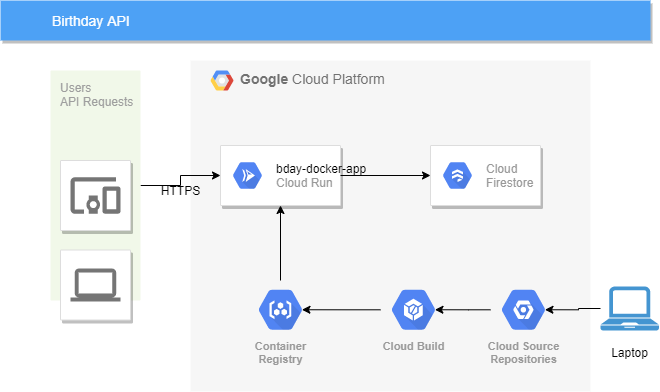 Birthday API
Users
API Requests
Google Cloud Platform
HTTPS
bday-docker-app
Cloud Run
Cloud
Firestore
Container
Registry
Cloud Build
Cloud Source
Repositories
Laptop